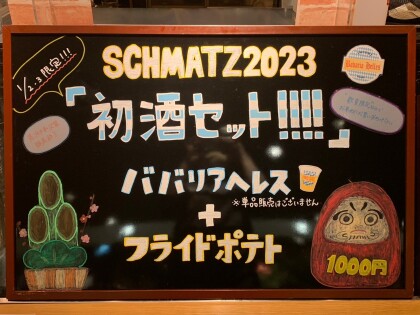 1/2,3限定!!!
SCHMATZ2023
「初酒セット!!!!!」
ババリアヘレス
※単品販売はございません
+
フライドポテト
1000円